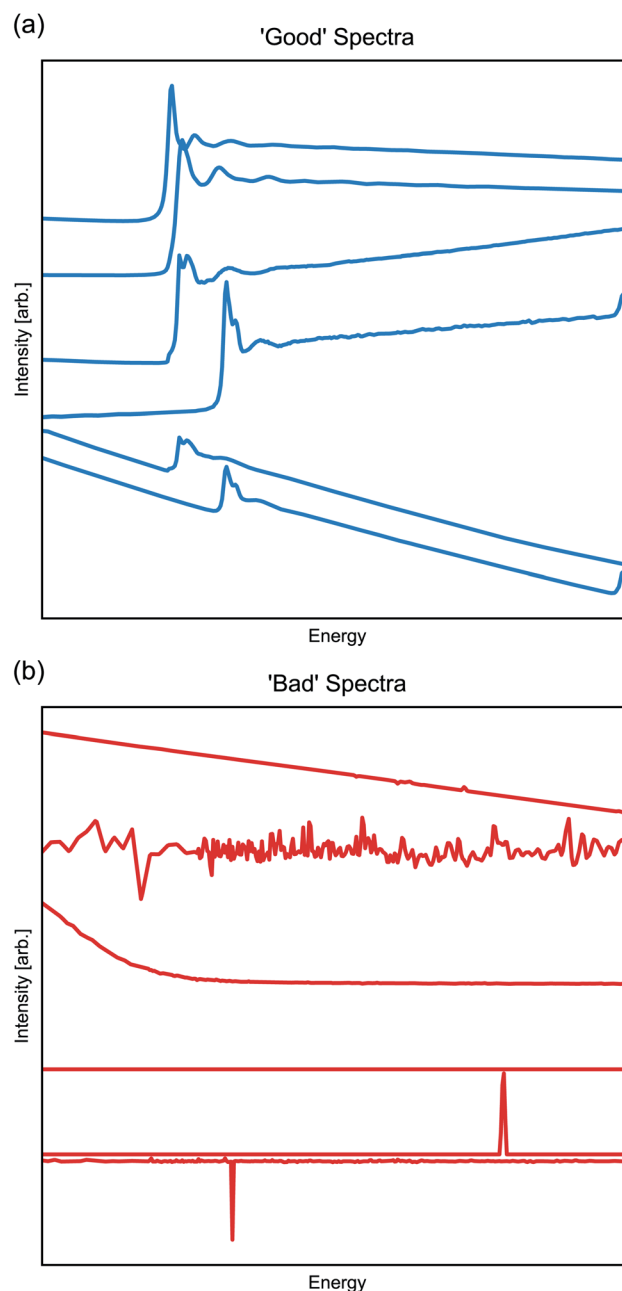 (a)
'Good' Spectra
Intensity [arb.]
Energy
(b)
'Bad' Spectra
Intensity [arb.]
Energy